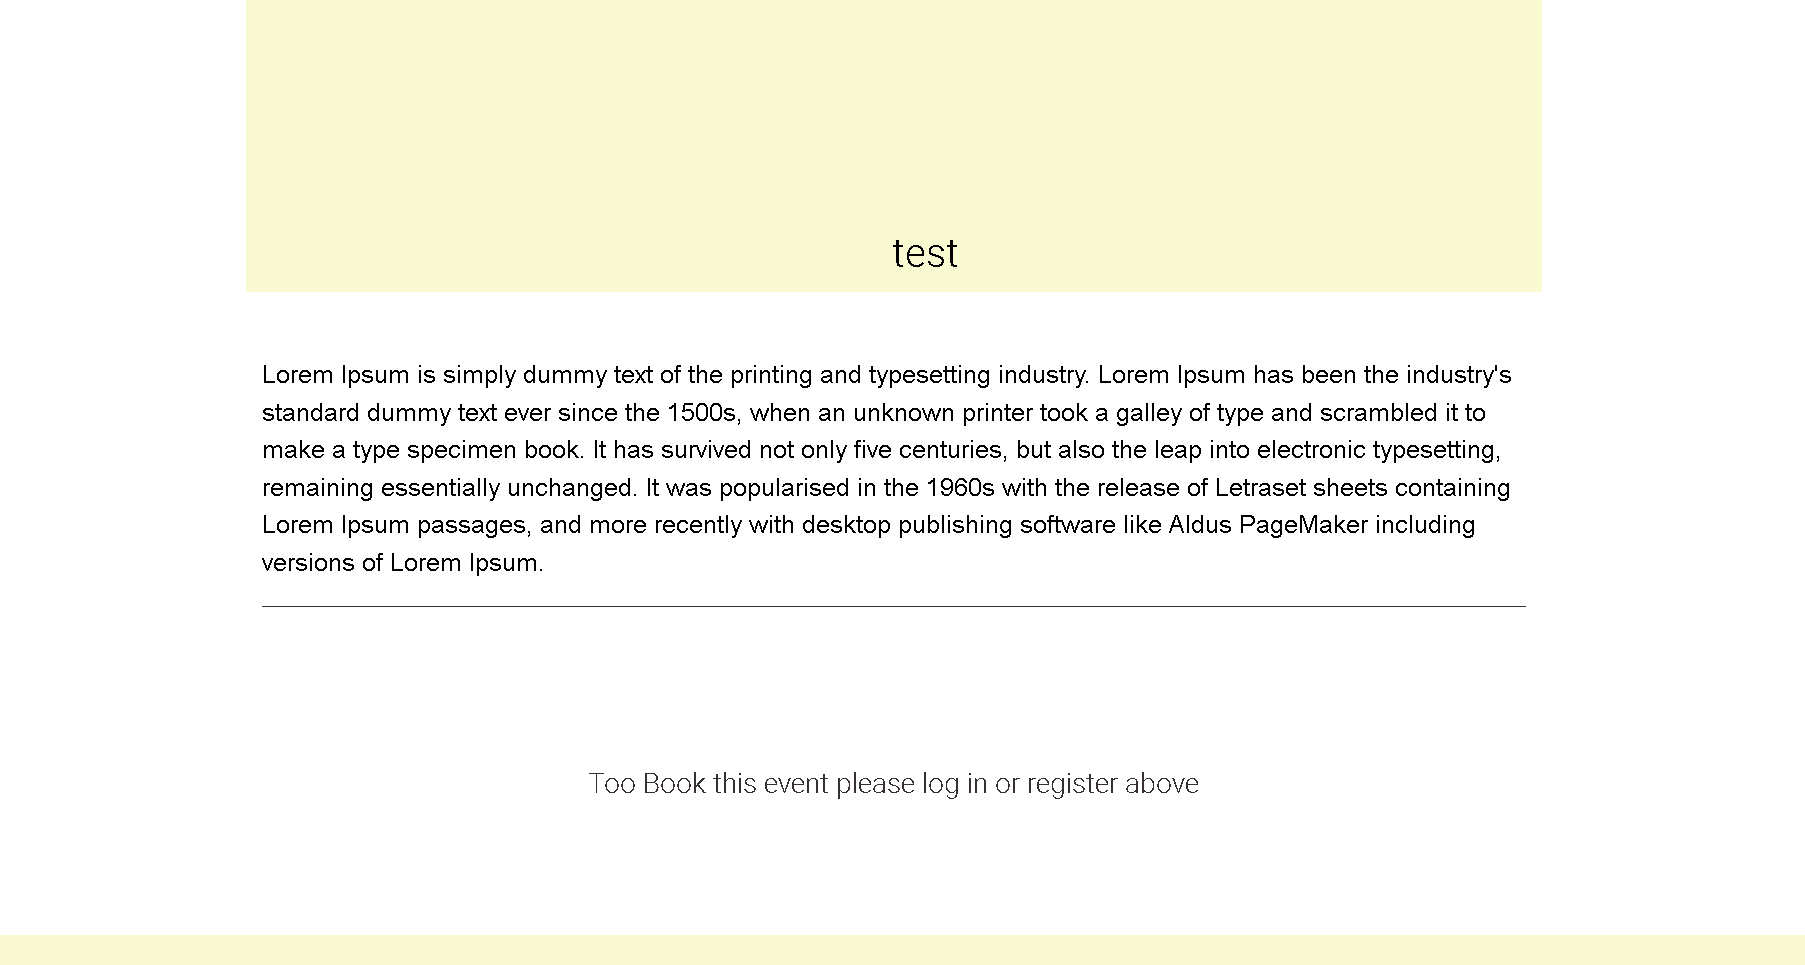 test
Lorem Ipsum is simply dummy text of the printing and typesetting industry. Lorem Ipsum has been the industry's
standard dummy text ever since the 1500s, when an unknown printer took a galley of type and scrambled it to
make a type specimen book. It has survived not only five centuries, but also the leap into electronic typesetting,
remaining essentially unchanged. It was popularised in the 1960s with the release of Letraset sheets containing
Lorem Ipsum passages, and more recently with desktop publishing software like Aldus PageMaker including
versions of Lorem Ipsum.
Too Book this event please log in or register above